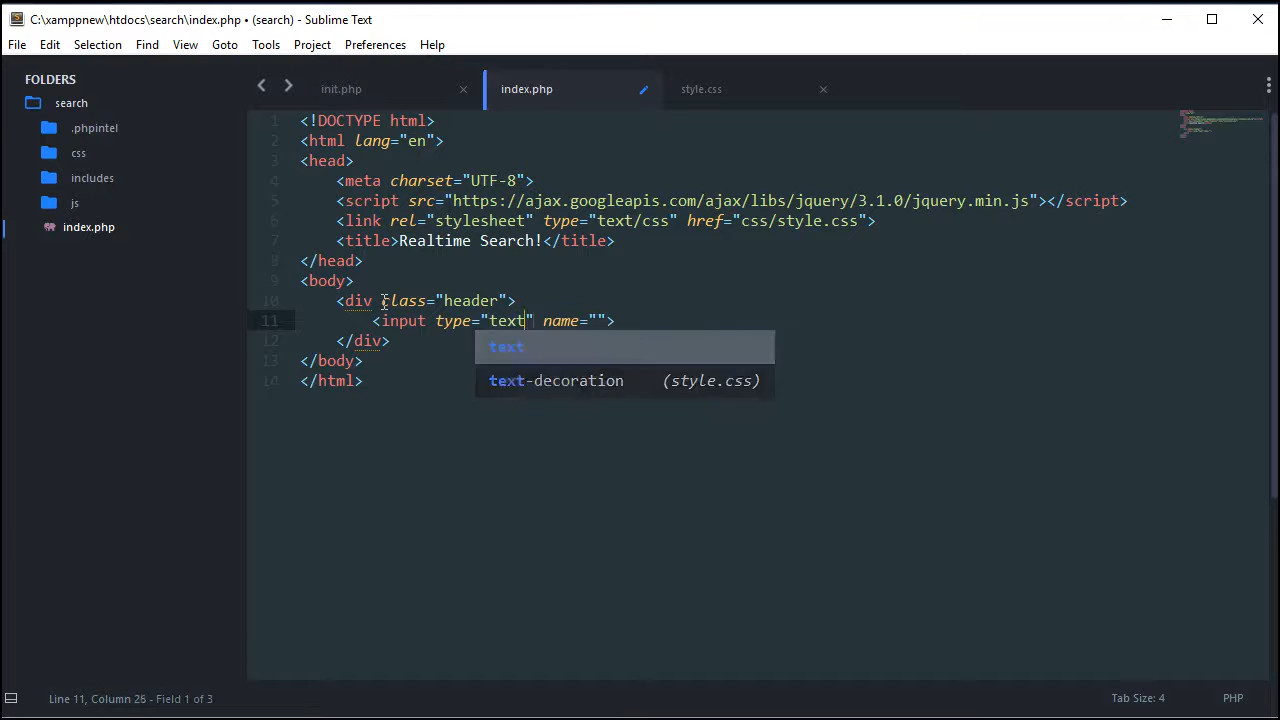 C:\xamppnew\htdocs\search\index.php • (search) - Sublime Text
File Edit Selection Find View Goto Tools Project Preferences Help
FOLDERS
search
.phpintel
css
includes
js
index.php
init.php index.php style.css
1 <!DOCTYPE html>
2 <html lang="en">
3 <head>
4 <meta charset="UTF-8">
5 <script src="https://ajax.googleapis.com/ajax/libs/jquery/3.1.0/jquery.min.js"></script>
6 <link rel="stylesheet" type="text/css" href="css/style.css">
7 <title>Realtime Search!</title>
8 </head>
9 <body>
10 <div class="header">
11 <input type="text" name="">
12 </div>
13 </body>
14 </html>
text
text-decoration (style.css)
Line 11, Column 26 - Field 1 of 3
Tab Size: 4
PHP